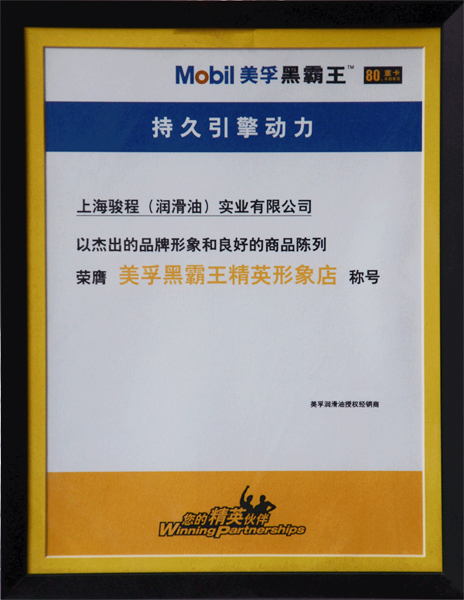 Mobil 美孚黑霸王™ 80 重卡
持久引擎动力
上海骏程（润滑油）实业有限公司
以杰出的品牌形象和良好的商品陈列
荣膺 美孚黑霸王精英形象店 称号
美孚润滑油授权经销商
您的精英伙伴
Winning Partnerships